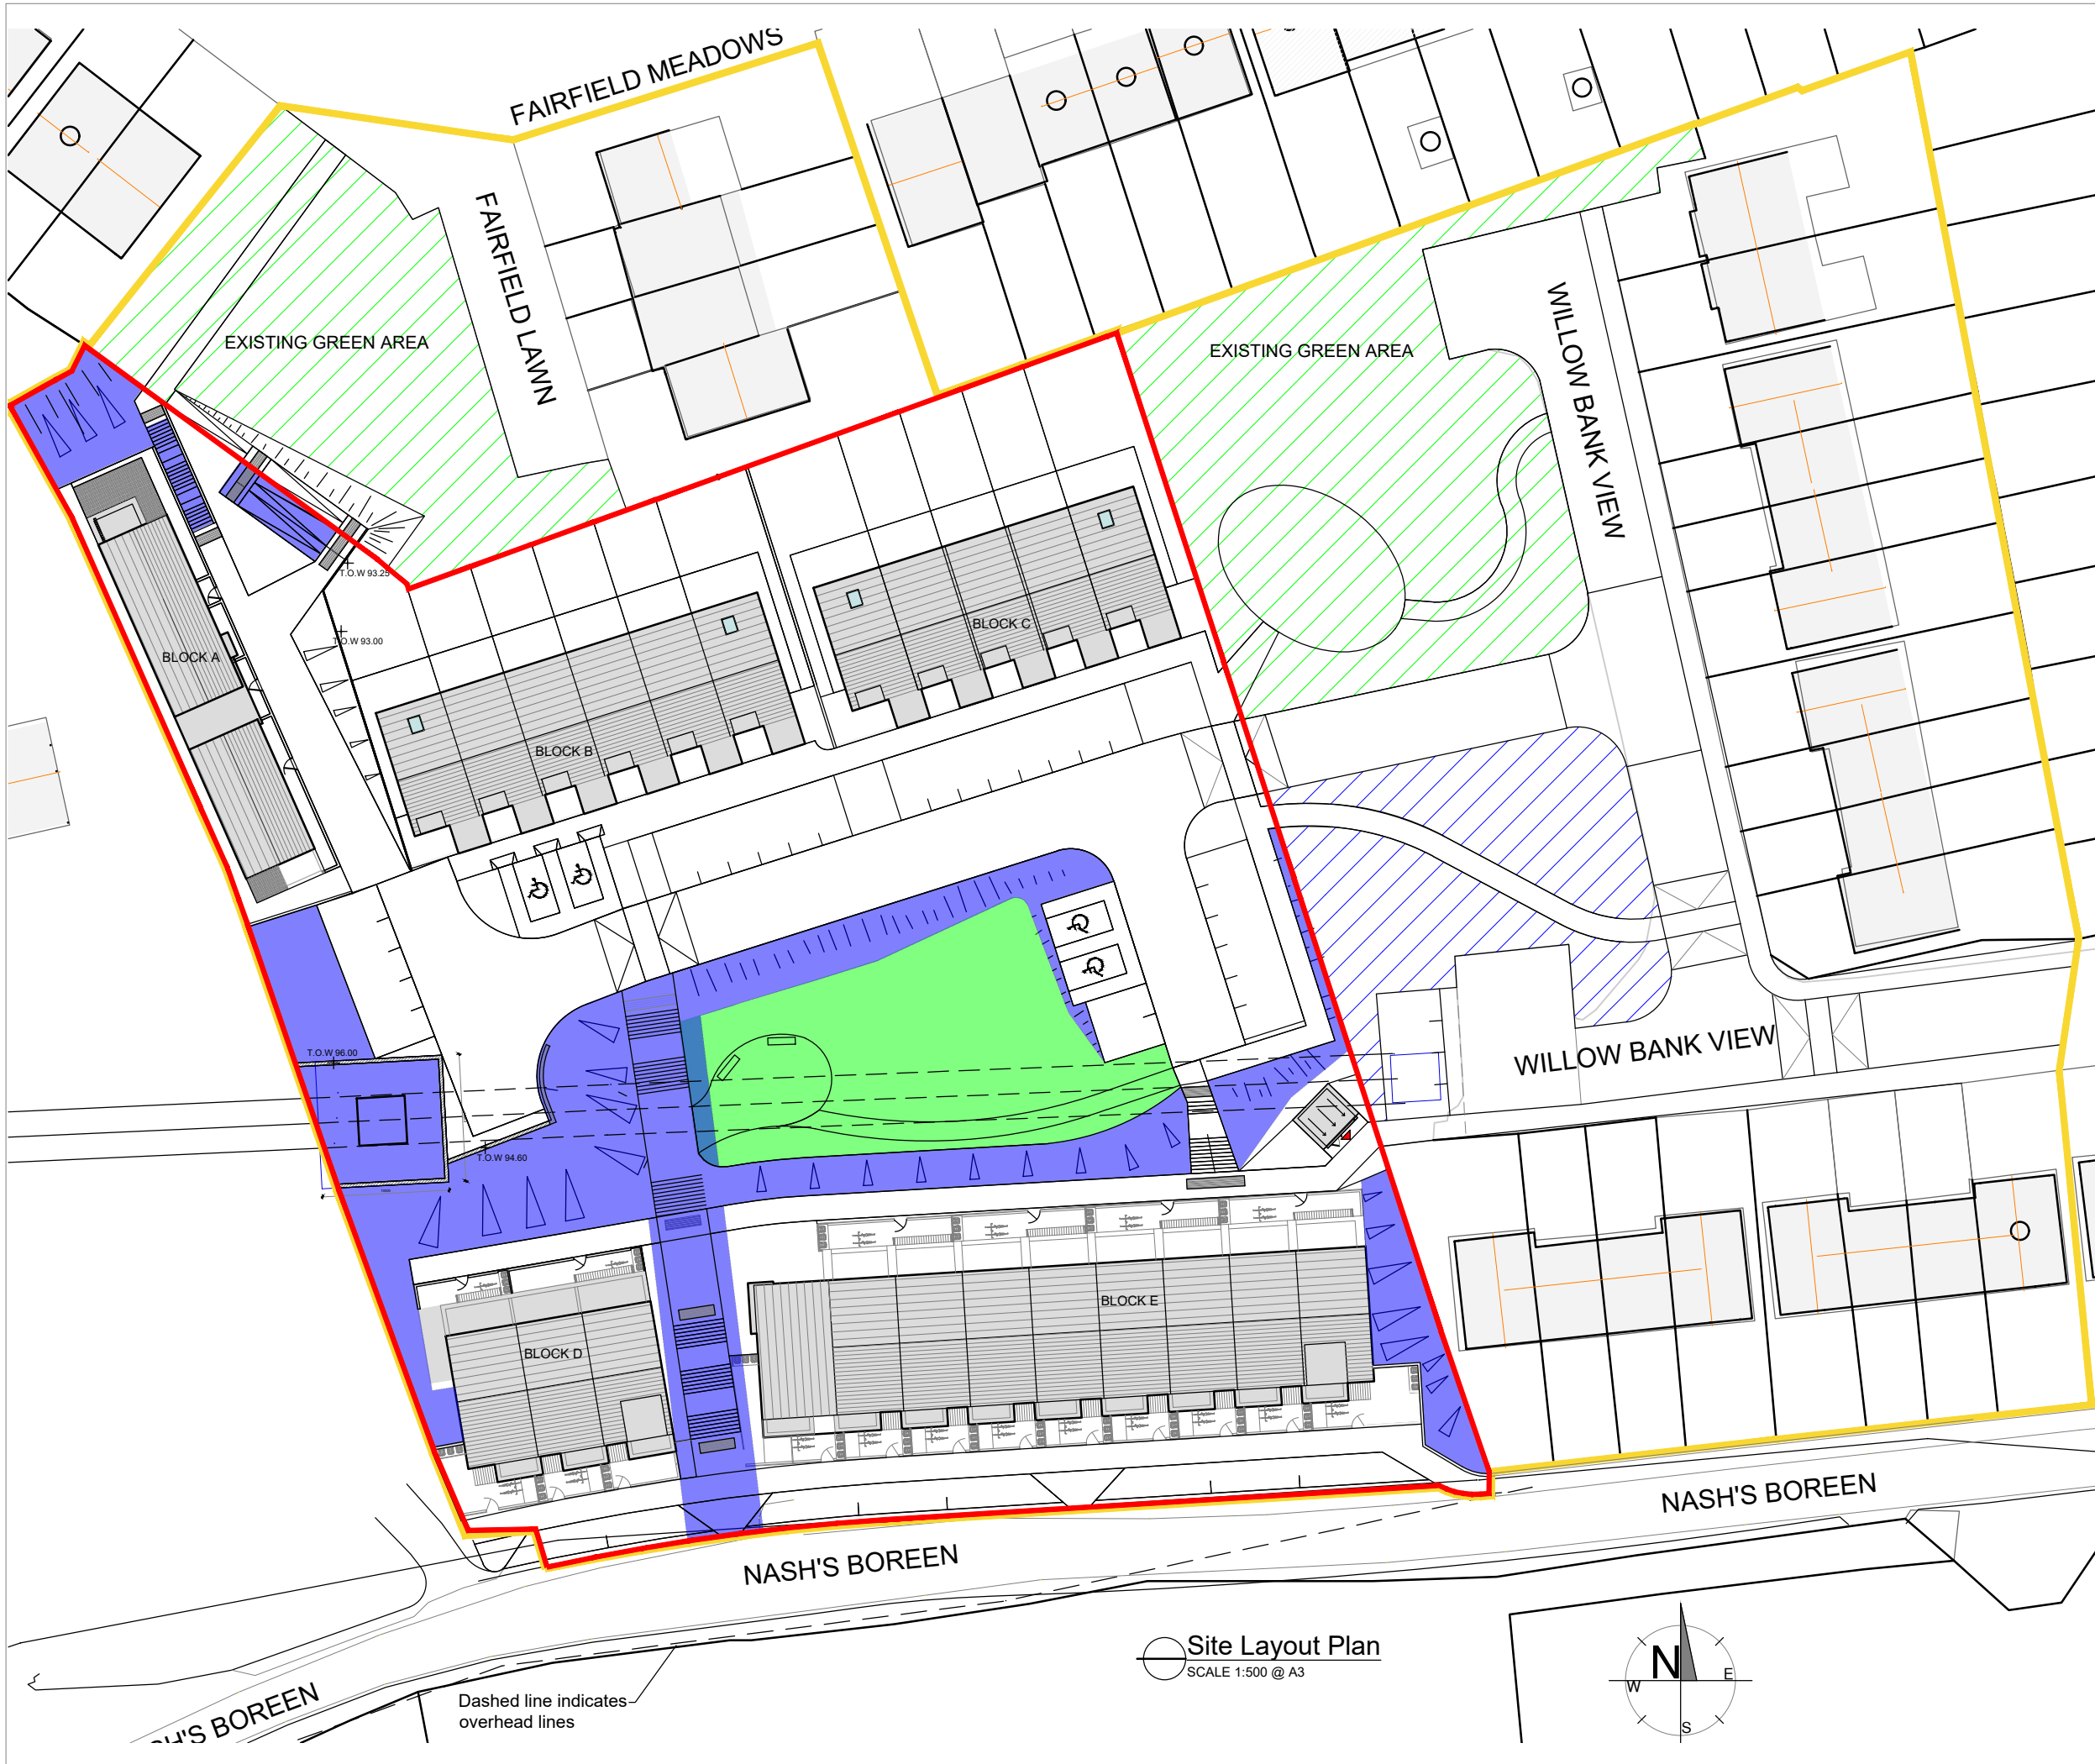 FAIRFIELD MEADOWS
FAIRFIELD LAWN
EXISTING GREEN AREA
EXISTING GREEN AREA
WILLOW BANK VIEW
T.O.W 93.25
T.O.W 93.00
BLOCK A
BLOCK B
BLOCK C
T.O.W 96.00
T.O.W 94.60
WILLOW BANK VIEW
BLOCK D
BLOCK E
NASH'S BOREEN
NASH'S BOREEN
SH'S BOREEN
Dashed line indicates
overhead lines
Site Layout Plan
SCALE 1:500 @ A3
N
W
E
S